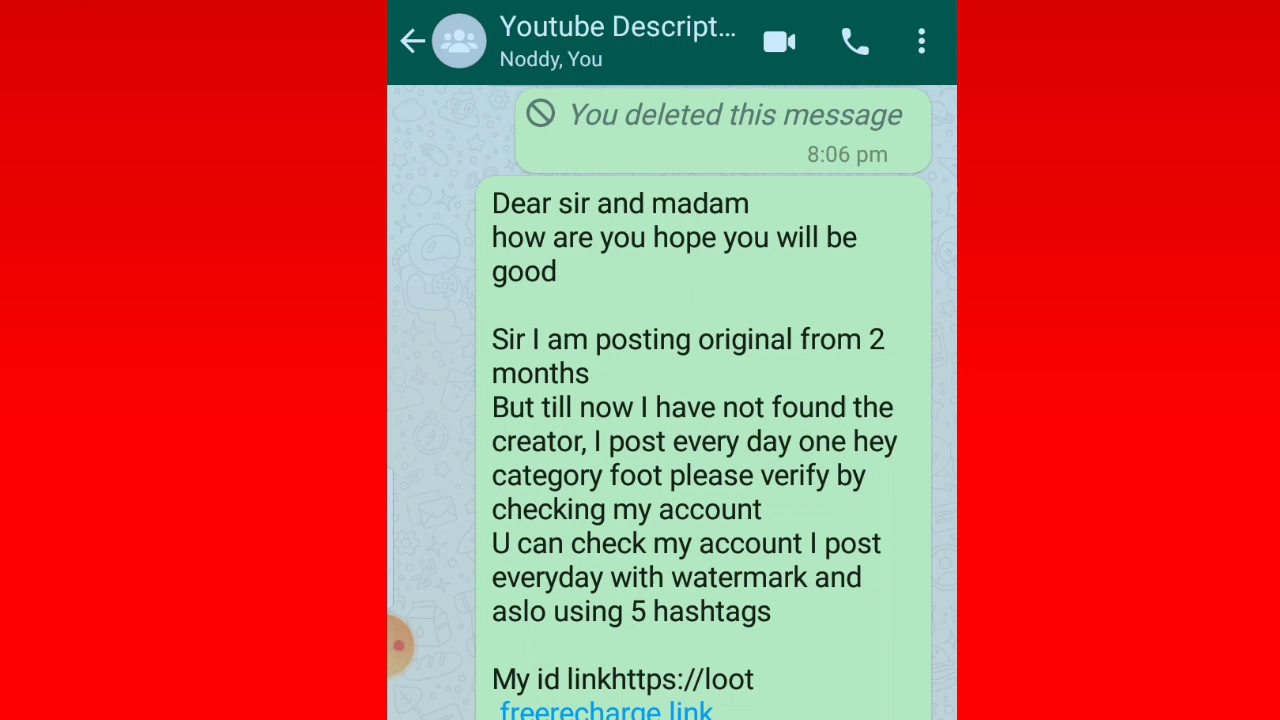 Youtube Descript...
Noddy, You
You deleted this message
8:06 pm
Dear sir and madam
how are you hope you will be
good
Sir I am posting original from 2
months
But till now I have not found the
creator, I post every day one hey
category foot please verify by
checking my account
U can check my account I post
everyday with watermark and
aslo using 5 hashtags
My id linkhttps://loot
freerecharge.link